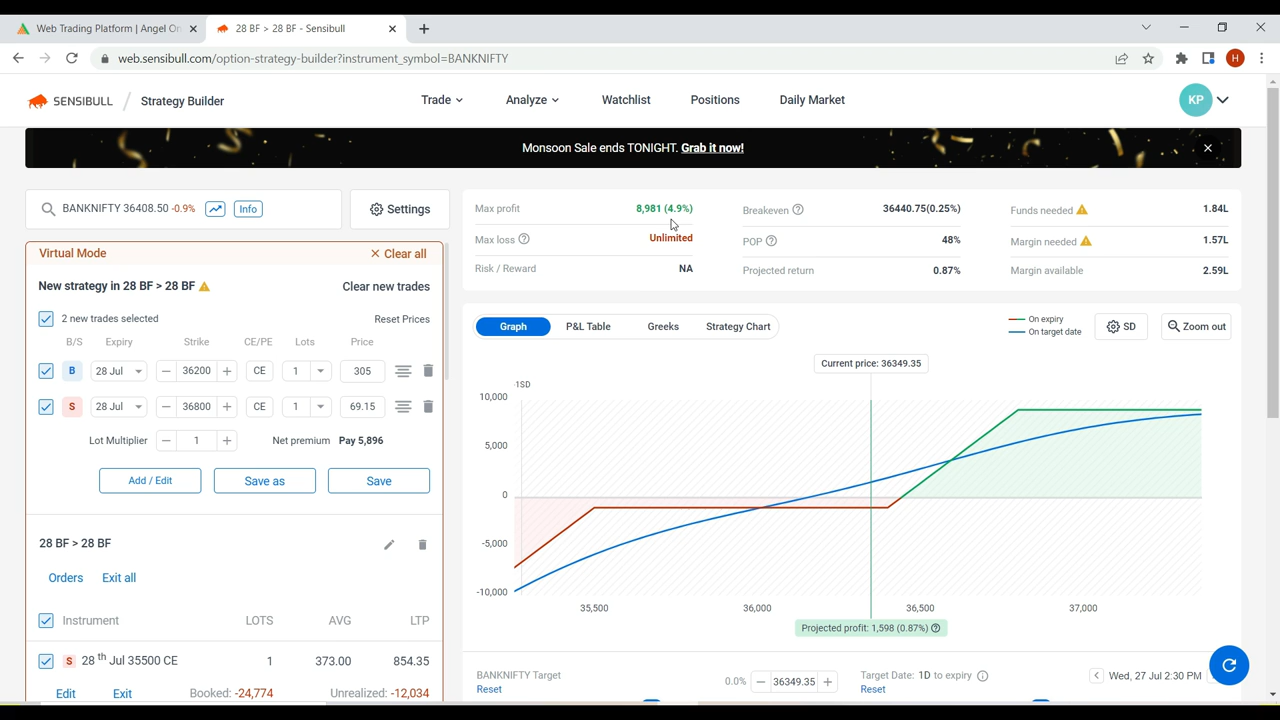 Web Trading Platform | Angel On
28 BF > 28 BF - Sensibull
web.sensibull.com/option-strategy-builder?instrument_symbol=BANKNIFTY
H
SENSIBULL / Strategy Builder
Trade
Analyze
Watchlist
Positions
Daily Market
KP
Monsoon Sale ends TONIGHT. Grab it now!
BANKNIFTY 36408.50 -0.9% Info
Settings
Virtual Mode
Clear all
New strategy in 28 BF > 28 BF
Clear new trades
2 new trades selected
Reset Prices
B/S Expiry Strike CE/PE Lots Price
B 28 Jul 36200 CE 1 305
S 28 Jul 36800 CE 1 69.15
Lot Multiplier 1 Net premium Pay 5,896
Add / Edit
Save as
Save
28 BF > 28 BF
Orders Exit all
Instrument LOTS AVG LTP
S 28 th Jul 35500 CE 1 373.00 854.35
Edit Exit Booked: -24,774 Unrealized: -12,034
Max profit 8,981 (4.9%)
Max loss Unlimited
Risk / Reward NA
Breakeven 36440.75(0.25%)
POP 48%
Projected return 0.87%
Funds needed 1.84L
Margin needed 1.57L
Margin available 2.59L
Graph
P&L Table
Greeks
Strategy Chart
On expiry
On target date
SD
Zoom out
Current price: 36349.35
-1SD
10,000
5,000
0
-5,000
-10,000
35,500 36,000 36,500 37,000
Projected profit: 1,598 (0.87%)
BANKNIFTY Target
Reset
0.0% 36349.35
Target Date: 1D to expiry
Reset
Wed, 27 Jul 2:30 PM